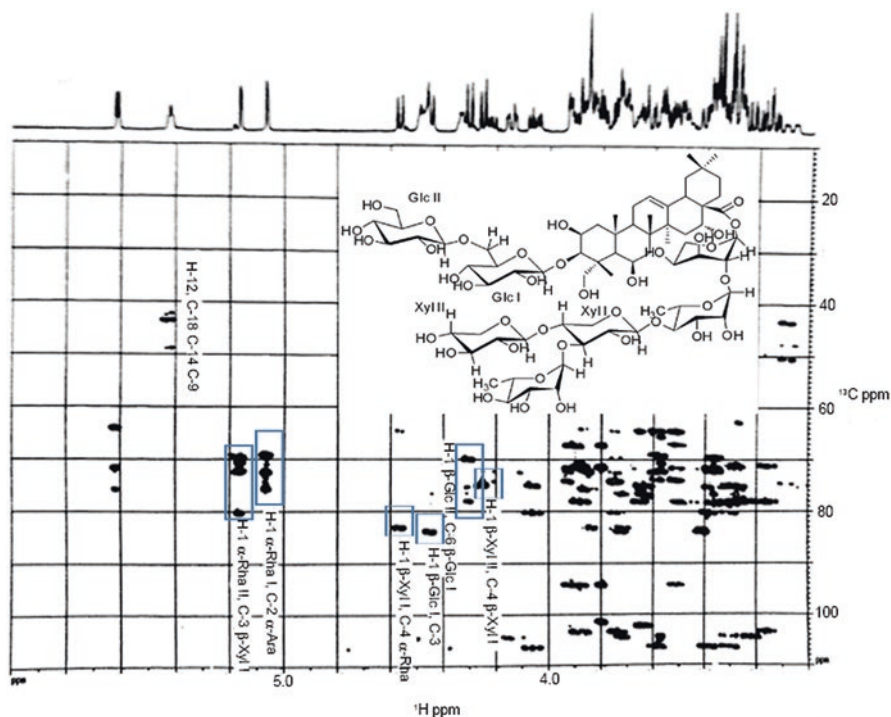 20
Glc II
HO
HO
HO
HO
O
H
H
O
HO
HO
OH
Glc I
O
HO
HO
OH
OH
O
O
OH
HO
O
H
OH
H-12, C-18 C-14 C-9
40
Xyl II
Xyl I
H
H₃C
O
HO
HO
H
OH
H
O
OH
OH
H₃C
HO
HO
OH
H
¹³C ppm
60
80
H-1 α-Rha II, C-3 β-Xyl I
H-1 α-Rha I, C-2 α-Ara
H-1 β-Xyl I, C-4 α-Rha
H-1 β-Glc I, C-3
H-1 β-Glc II, C-6 β-Glc I
H-1 β-Xyl II, C-4 β-Xyl I
100
ppm
ppm
5.0
4.0
¹H ppm